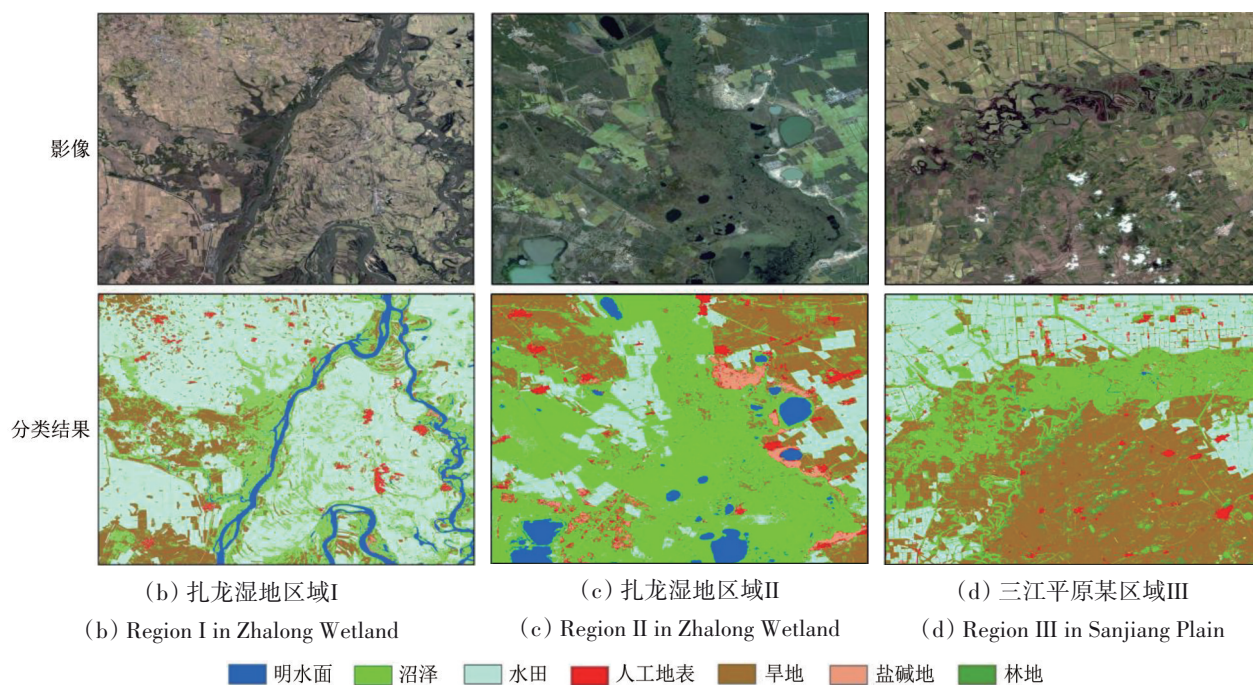 影像
分类结果
(b) 扎龙湿地区域I
(b) Region I in Zhalong Wetland
(c) 扎龙湿地区域II
(c) Region II in Zhalong Wetland
(d) 三江平原某区域III
(d) Region III in Sanjiang Plain
明水面 沼泽 水田 人工地表 旱地 盐碱地 林地